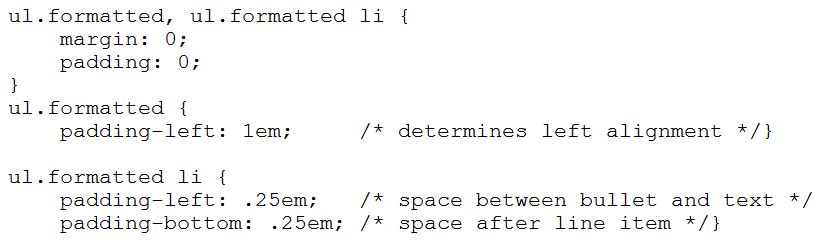 ul.formatted, ul.formatted li {
    margin: 0;
    padding: 0;
}
ul.formatted {
    padding-left: 1em;      /* determines left alignment */}

ul.formatted li {
    padding-left: .25em;    /* space between bullet and text */
    padding-bottom: .25em; /* space after line item */}